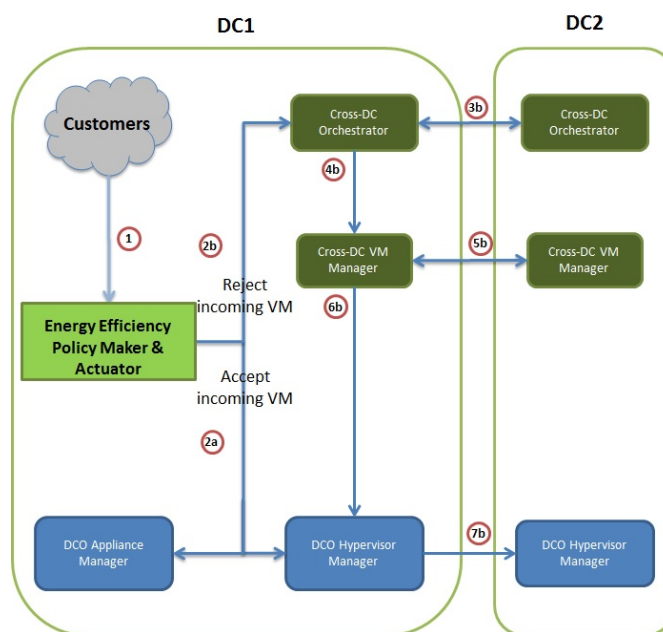 DC1
DC2
Customers
Cross-DC
Orchestrator
3b
Cross-DC
Orchestrator
4b
1
2b
Cross-DC VM
Manager
5b
Cross-DC VM
Manager
Reject
incoming VM
6b
Energy Efficiency
Policy Maker &
Actuator
Accept
incoming VM
2a
DCO Appliance
Manager
DCO Hypervisor
Manager
7b
DCO Hypervisor
Manager